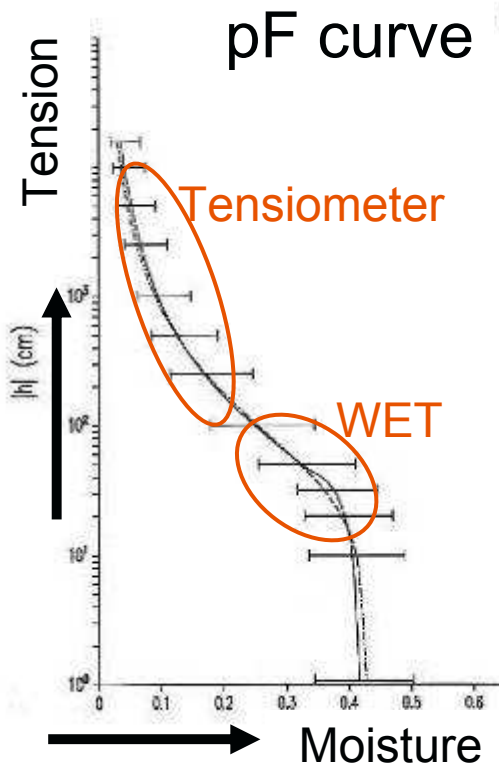 pF curve
Tension
Tensiometer
10³
|h| (cm)
WET
10²
10¹
10⁰
0 0.1 0.2 0.3 0.4 0.5 0.6
Moisture